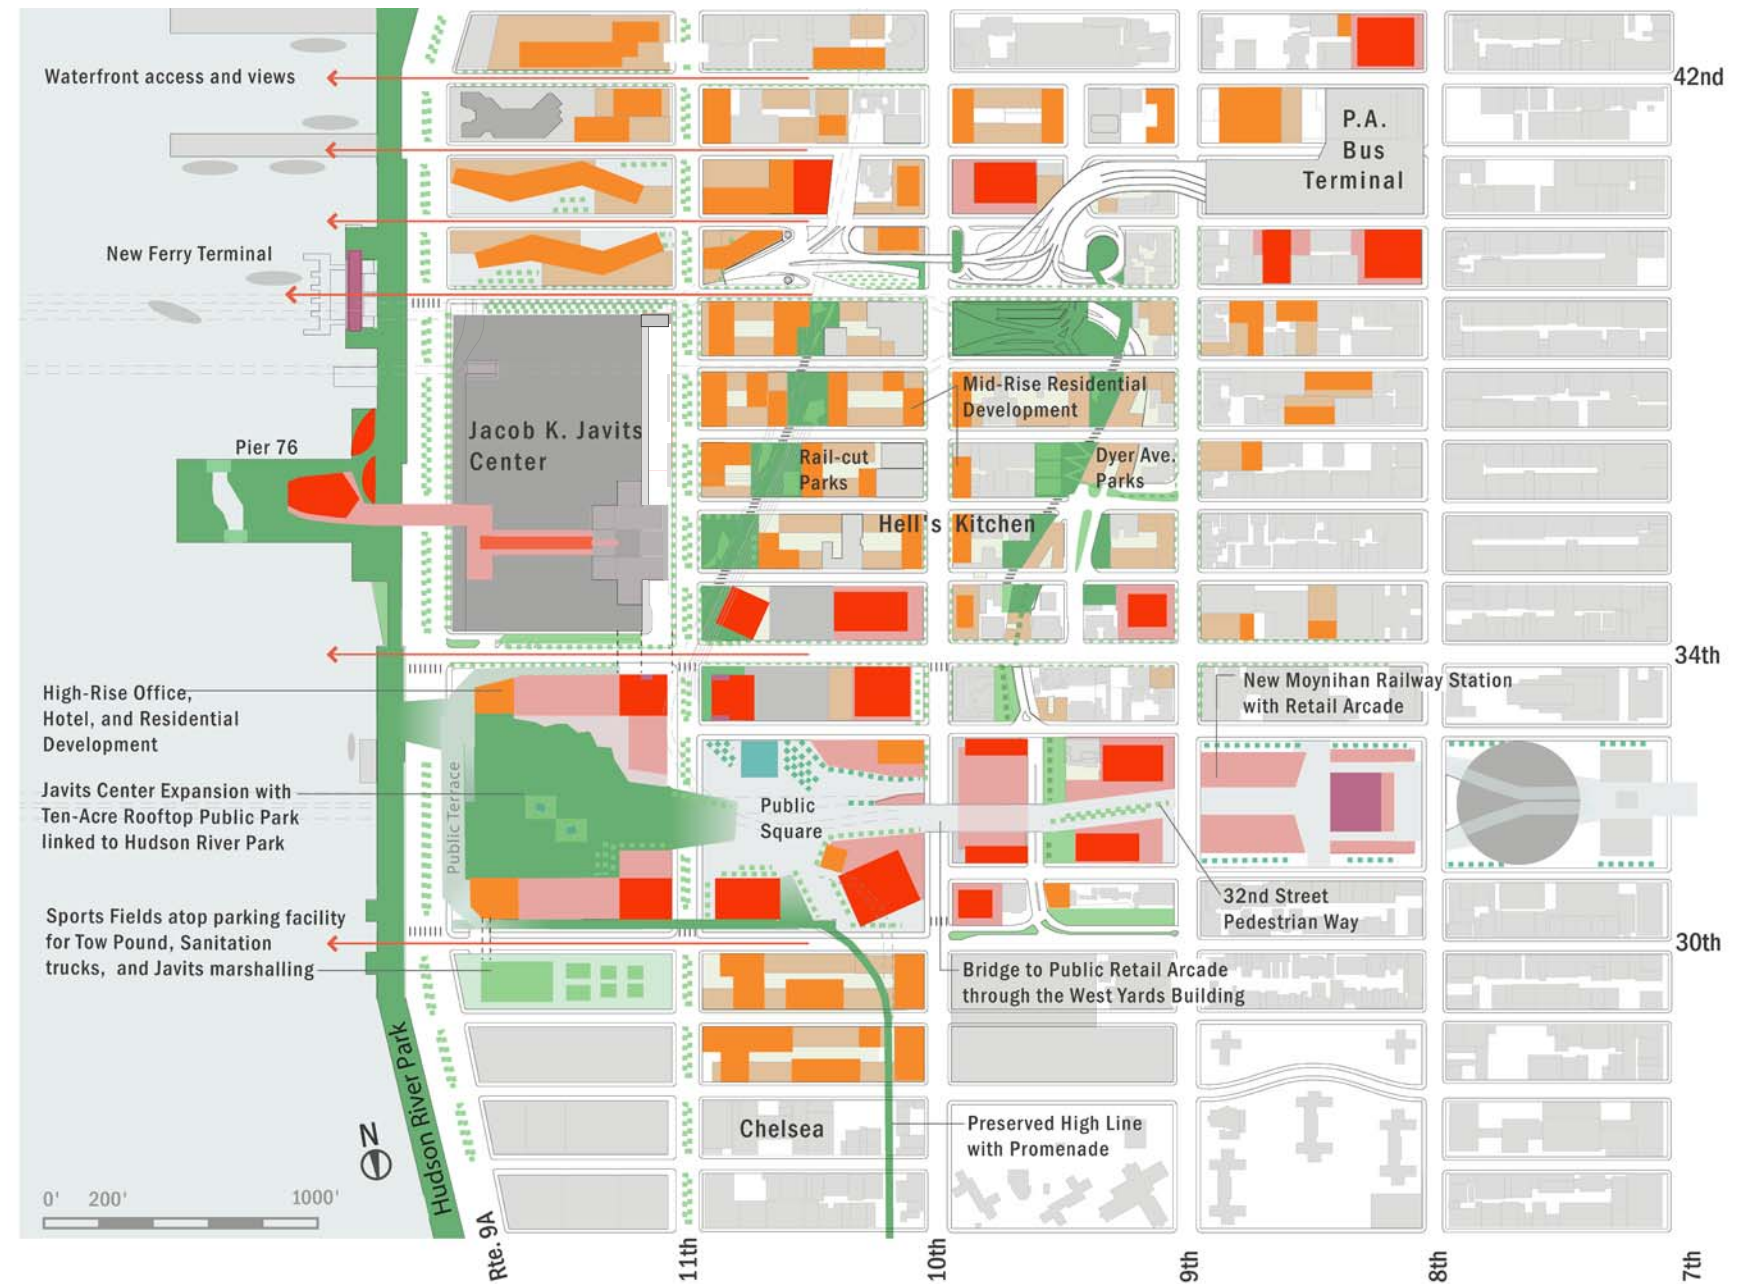 42nd
Waterfront access and views
P.A.
Bus
Terminal
New Ferry Terminal
Mid-Rise Residential
Development
Jacob K. Javits
Center
Pier 76
Rail-cut
Parks
Dyer Ave.
Parks
Hell's Kitchen
34th
New Moynihan Railway Station
with Retail Arcade
High-Rise Office,
Hotel, and Residential
Development
Public Terrace
Javits Center Expansion with
Ten-Acre Rooftop Public Park
linked to Hudson River Park
Public
Square
32nd Street
Pedestrian Way
Sports Fields atop parking facility
for Tow Pound, Sanitation
trucks, and Javits marshalling
30th
Bridge to Public Retail Arcade
through the West Yards Building
Hudson River Park
Chelsea
Preserved High Line
with Promenade
N
0' 200' 1000'
Rte. 9A
11th
10th
9th
8th
7th